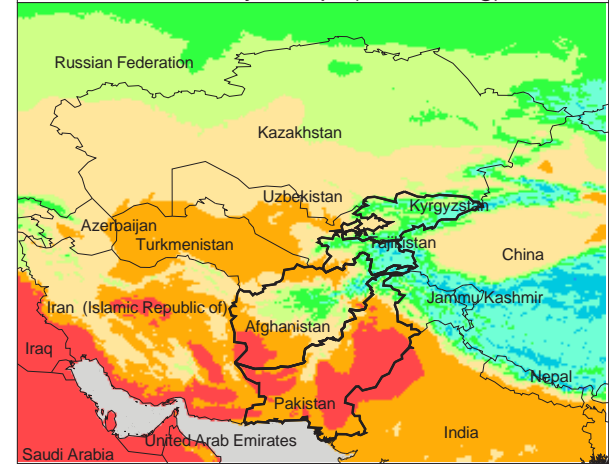 Russian Federation
Kazakhstan
Uzbekistan
Kyrgyzstan
Azerbaijan
Turkmenistan
Tajikistan
China
Iran (Islamic Republic of)
Jammu/Kashmir
Afghanistan
Iraq
Nepal
Pakistan
India
United Arab Emirates
Saudi Arabia